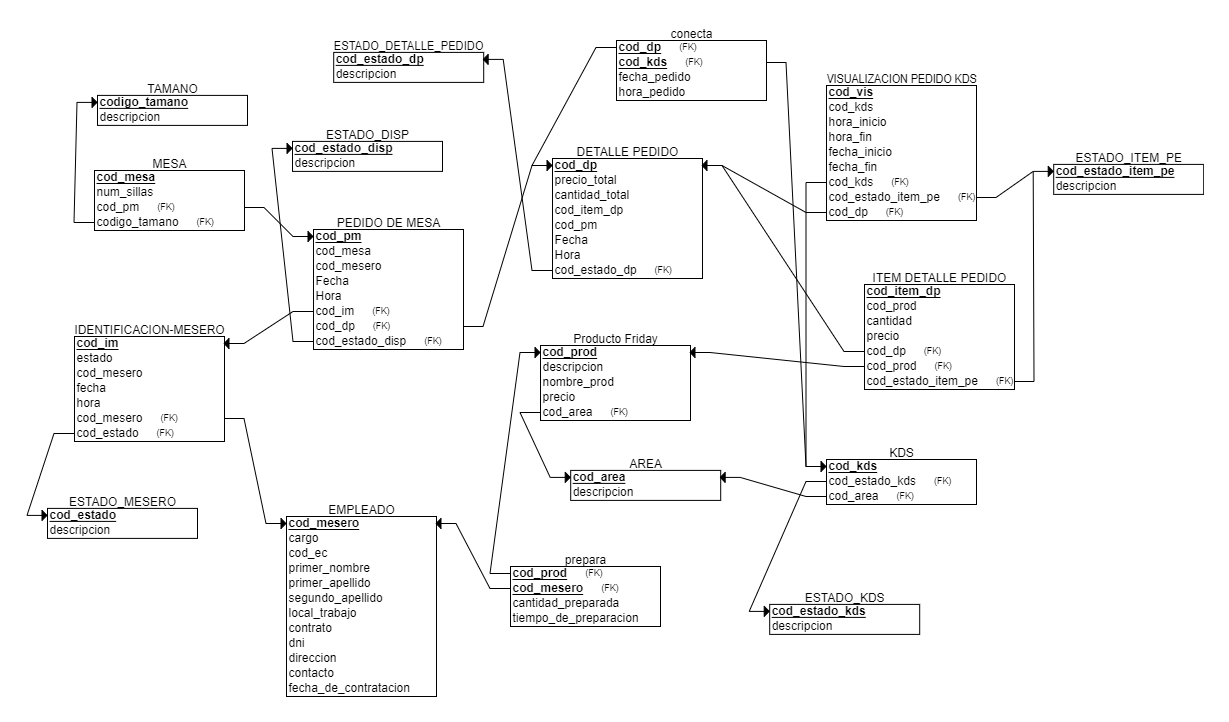 ESTADO_DETALLE_PEDIDO
cod_estado_dp
descripcion
conecta
cod_dp (FK)
cod_kds (FK)
fecha_pedido
hora_pedido
VISUALIZACION PEDIDO KDS
cod_vis
cod_kds
hora_inicio
hora_fin
fecha_inicio
fecha_fin
cod_kds (FK)
cod_estado_item_pe (FK)
cod_dp (FK)
TAMANO
codigo_tamano
descripcion
ESTADO_DISP
cod_estado_disp
descripcion
DETALLE PEDIDO
cod_dp
precio_total
cantidad_total
cod_item_dp
cod_pm
Fecha
Hora
cod_estado_dp (FK)
ESTADO_ITEM_PE
cod_estado_item_pe
descripcion
MESA
cod_mesa
num_sillas
cod_pm (FK)
codigo_tamano (FK)
PEDIDO DE MESA
cod_pm
cod_mesa
cod_mesero
Fecha
Hora
cod_im (FK)
cod_dp (FK)
cod_estado_disp (FK)
ITEM DETALLE PEDIDO
cod_item_dp
cod_prod
cantidad
precio
cod_dp (FK)
cod_prod (FK)
cod_estado_item_pe (FK)
IDENTIFICACION-MESERO
cod_im
estado
cod_mesero
fecha
hora
cod_mesero (FK)
cod_estado (FK)
Producto Friday
cod_prod
descripcion
nombre_prod
precio
cod_area (FK)
AREA
cod_area
descripcion
KDS
cod_kds
cod_estado_kds (FK)
cod_area (FK)
ESTADO_MESERO
cod_estado
descripcion
EMPLEADO
cod_mesero
cargo
cod_ec
primer_nombre
primer_apellido
segundo_apellido
local_trabajo
contrato
dni
direccion
contacto
fecha_de_contratacion
prepara
cod_prod (FK)
cod_mesero (FK)
cantidad_preparada
tiempo_de_preparacion
ESTADO_KDS
cod_estado_kds
descripcion